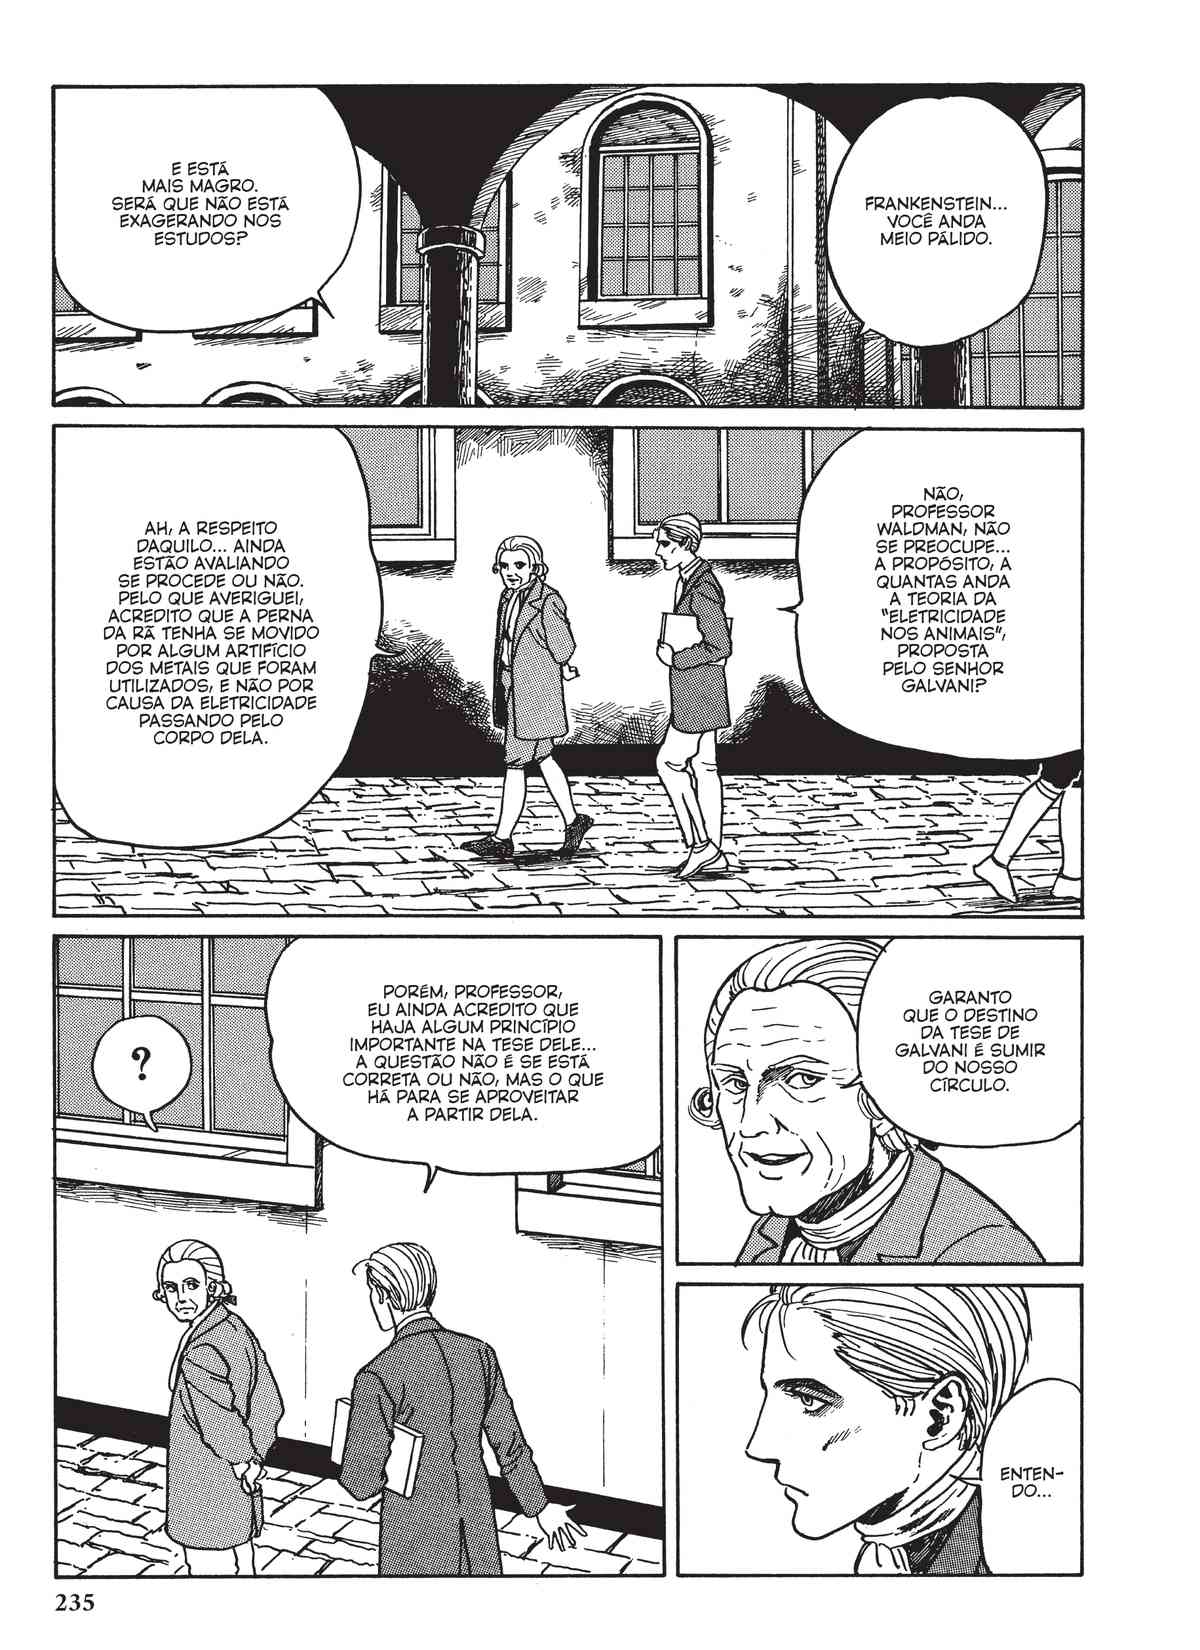 FRANKENSTEIN...
VOCÊ ANDA
MEIO PÁLIDO.
E ESTÁ
MAIS MAGRO.
SERÁ QUE NÃO ESTÁ
EXAGERANDO NOS
ESTUDOS?
NÃO,
PROFESSOR
WALDMAN, NÃO
SE PREOCUPE...
A PROPÓSITO, A
QUANTAS ANDA
A TEORIA DA
"ELETRICIDADE
NOS ANIMAIS",
PROPOSTA
PELO SENHOR
GALVANI?
AH, A RESPEITO
DAQUILO... AINDA
ESTÃO AVALIANDO
SE PROCEDE OU NÃO.
PELO QUE AVERIGUEI,
ACREDITO QUE A PERNA
DA RÃ TENHA SE MOVIDO
POR ALGUM ARTIFÍCIO
DOS METAIS QUE FORAM
UTILIZADOS, E NÃO POR
CAUSA DA ELETRICIDADE
PASSANDO PELO
CORPO DELA.
GARANTO
QUE O DESTINO
DA TESE DE
GALVANI É SUMIR
DO NOSSO
CÍRCULO.
ENTEN-
DO...
PORÉM, PROFESSOR,
EU AINDA ACREDITO QUE
HAJA ALGUM PRINCÍPIO
IMPORTANTE NA TESE DELE...
A QUESTÃO NÃO É SE ESTÁ
CORRETA OU NÃO, MAS O QUE
HÁ PARA SE APROVEITAR
A PARTIR DELA.
?
235